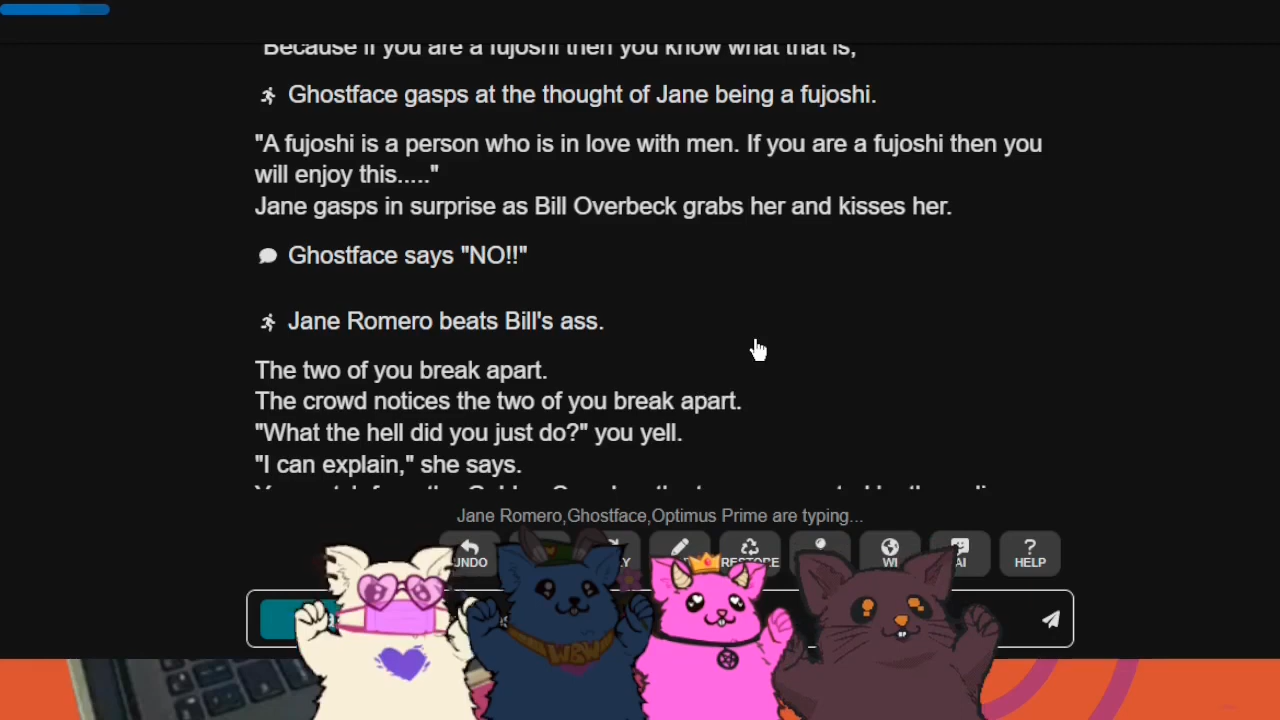 "Because if you are a fujoshi then you know what that is,
Ghostface gasps at the thought of Jane being a fujoshi.
"A fujoshi is a person who is in love with men. If you are a fujoshi then you
will enjoy this....."
Jane gasps in surprise as Bill Overbeck grabs her and kisses her.
Ghostface says "NO!!"
Jane Romero beats Bill's ass.
The two of you break apart.
The crowd notices the two of you break apart.
"What the hell did you just do?" you yell.
"I can explain," she says.
Jane Romero,Ghostface,Optimus Prime are typing...
UNDO
RESTORE
WI
AI
HELP
WBW